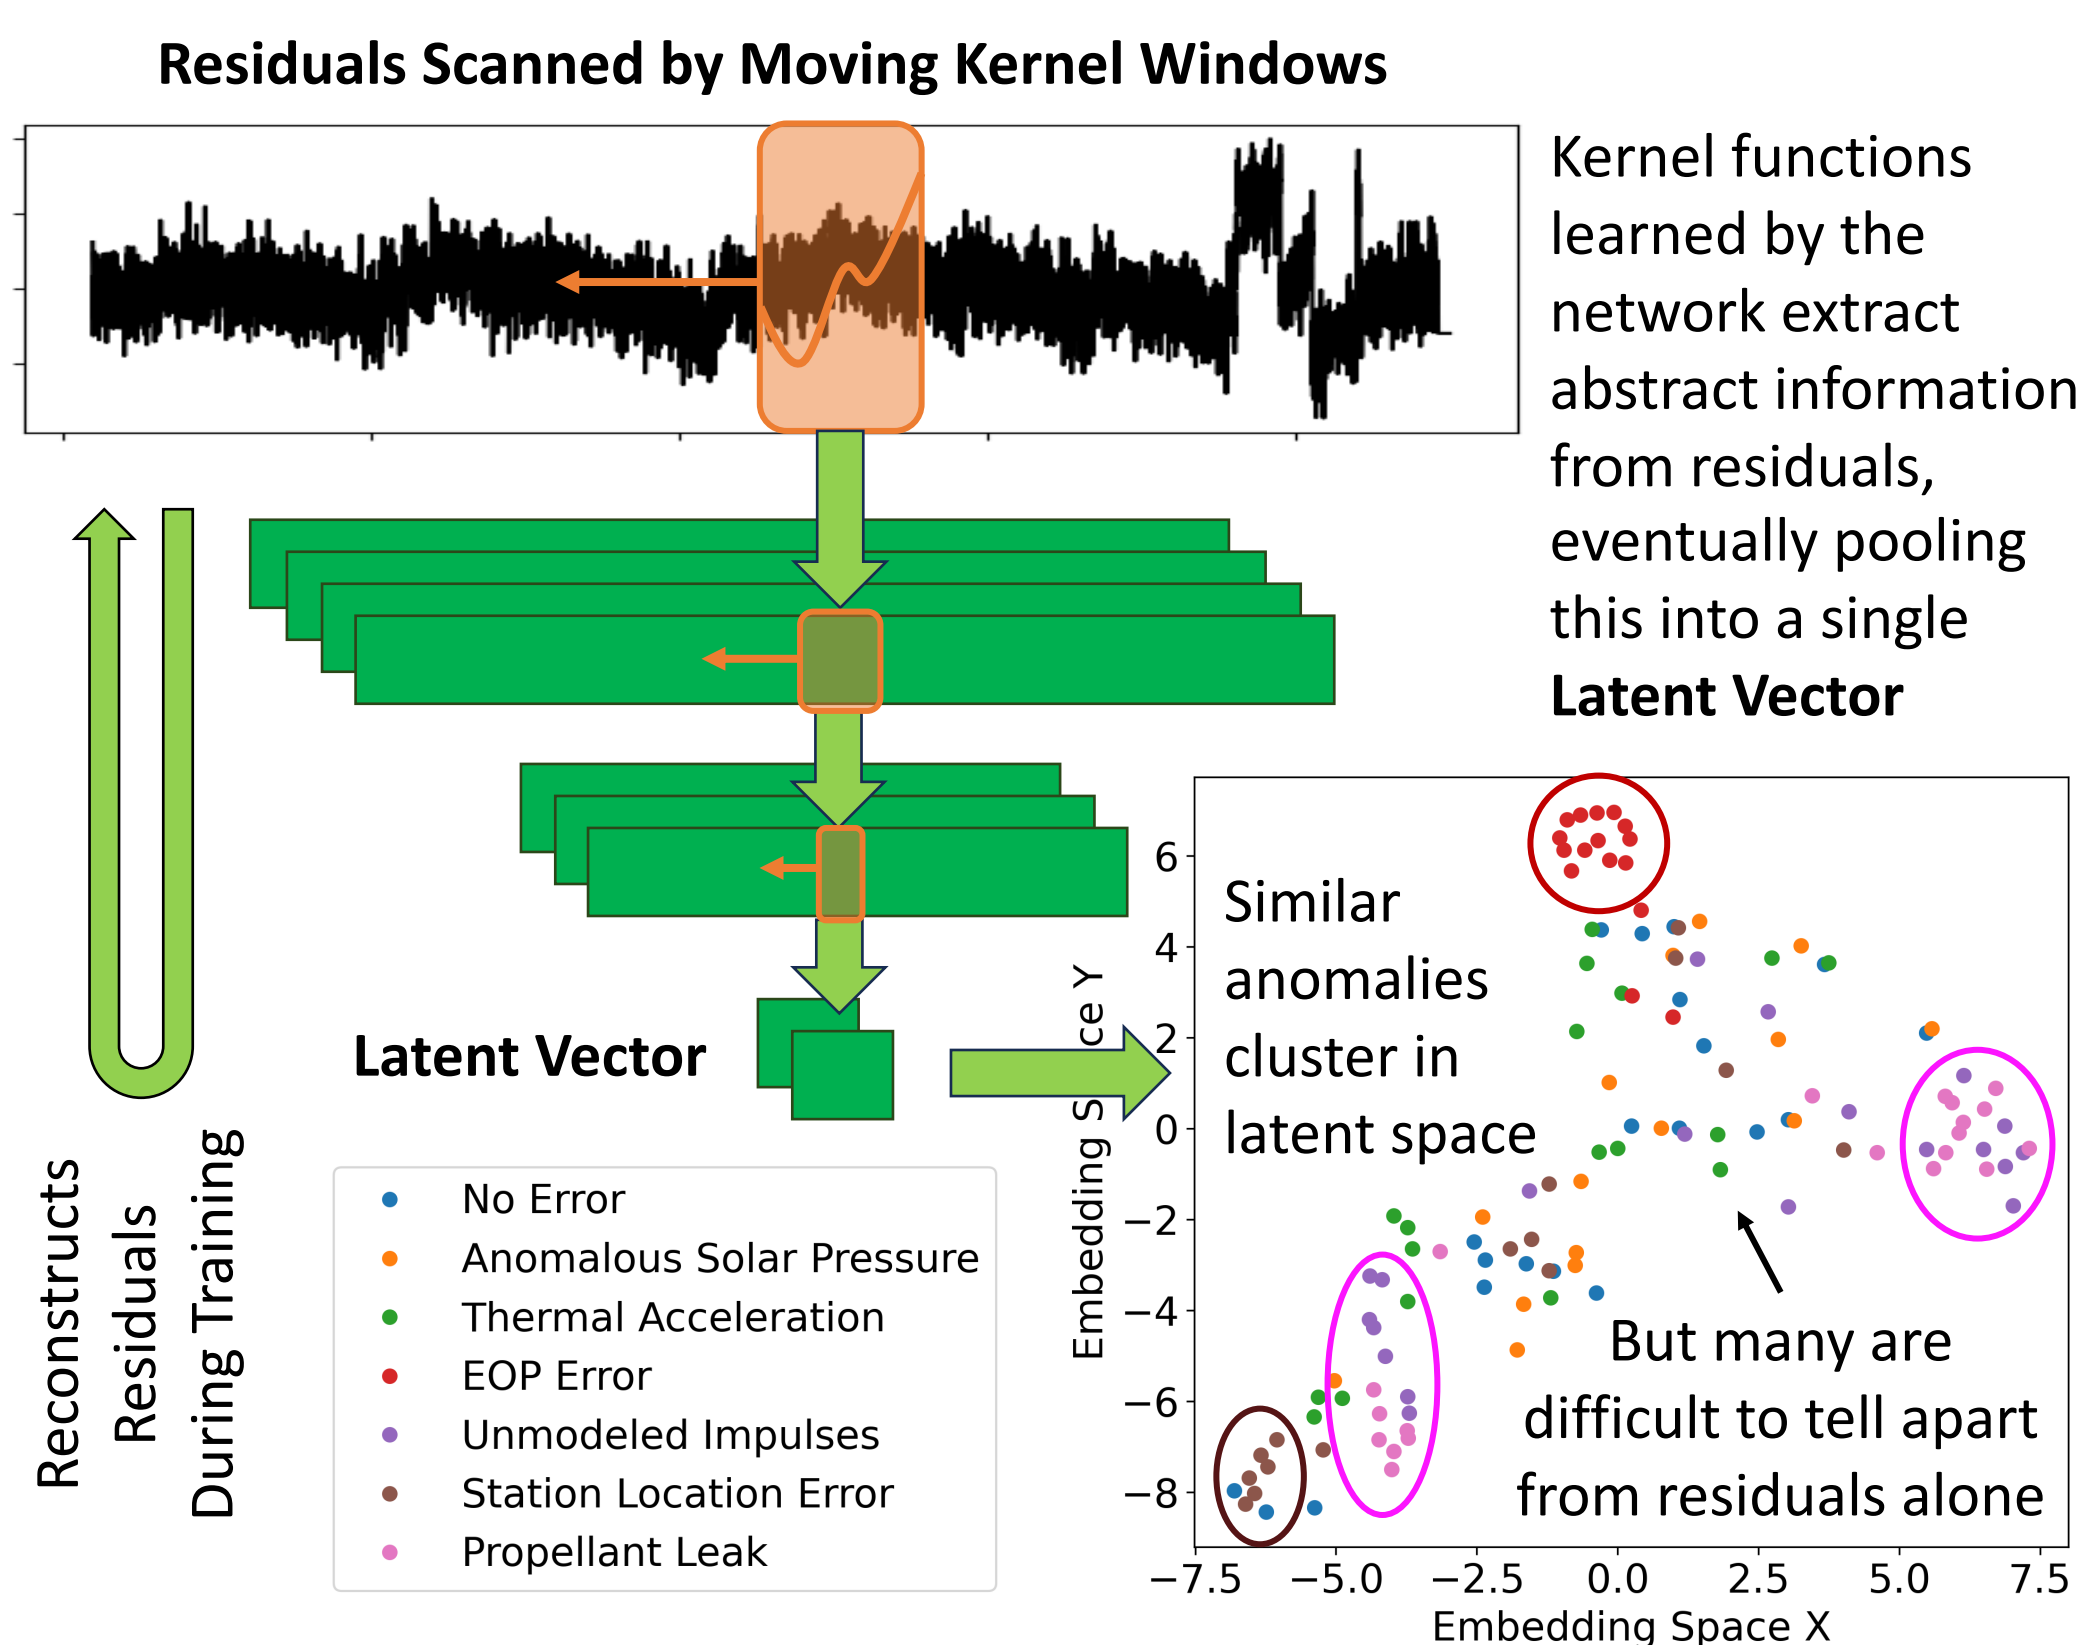 Residuals Scanned by Moving Kernel Windows
Kernel functions
learned by the
network extract
abstract information
from residuals,
eventually pooling
this into a single
Latent Vector
Reconstructs
Residuals
During Training
Latent Vector
No Error
Anomalous Solar Pressure
Thermal Acceleration
EOP Error
Unmodeled Impulses
Station Location Error
Propellant Leak
Similar
anomalies
cluster in
latent space
But many are
difficult to tell apart
from residuals alone
6
4
2
0
−2
−4
−6
−8
−7.5 −5.0 −2.5 0.0 2.5 5.0 7.5
Embedding Space X
Embedding
Y